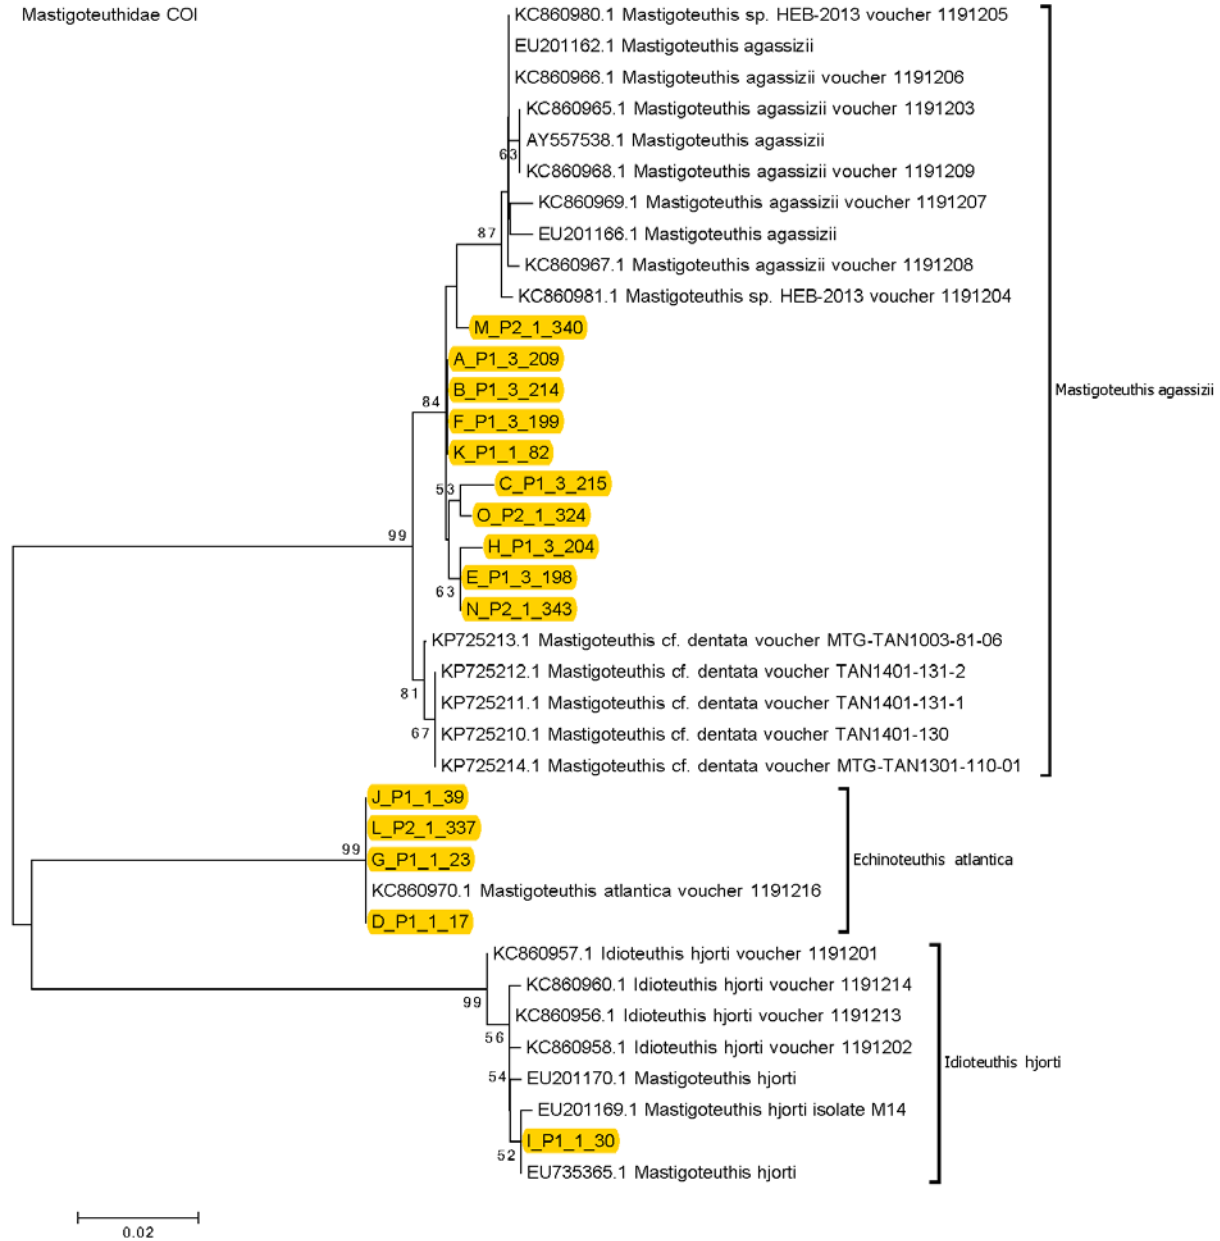 Mastigoteuthidae COI
KC860980.1 Mastigoteuthis sp. HEB-2013 voucher 1191205
EU201162.1 Mastigoteuthis agassizii
KC860966.1 Mastigoteuthis agassizii voucher 1191206
KC860965.1 Mastigoteuthis agassizii voucher 1191203
AY557538.1 Mastigoteuthis agassizii
63
KC860968.1 Mastigoteuthis agassizii voucher 1191209
KC860969.1 Mastigoteuthis agassizii voucher 1191207
87
EU201166.1 Mastigoteuthis agassizii
KC860967.1 Mastigoteuthis agassizii voucher 1191208
KC860981.1 Mastigoteuthis sp. HEB-2013 voucher 1191204
M_P2_1_340
A_P1_3_209
B_P1_3_214
Mastigoteuthis agassizii
84
F_P1_3_199
K_P1_1_82
C_P1_3_215
53
O_P2_1_324
99
H_P1_3_204
E_P1_3_198
63
N_P2_1_343
KP725213.1 Mastigoteuthis cf. dentata voucher MTG-TAN1003-81-06
KP725212.1 Mastigoteuthis cf. dentata voucher TAN1401-131-2
81
KP725211.1 Mastigoteuthis cf. dentata voucher TAN1401-131-1
67
KP725210.1 Mastigoteuthis cf. dentata voucher TAN1401-130
KP725214.1 Mastigoteuthis cf. dentata voucher MTG-TAN1301-110-01
J_P1_1_39
L_P2_1_337
99
G_P1_1_23
Echinoteuthis atlantica
KC860970.1 Mastigoteuthis atlantica voucher 1191216
D_P1_1_17
KC860957.1 Idioteuthis hjorti voucher 1191201
KC860960.1 Idioteuthis hjorti voucher 1191214
99
KC860956.1 Idioteuthis hjorti voucher 1191213
56
KC860958.1 Idioteuthis hjorti voucher 1191202
Idioteuthis hjorti
54
EU201170.1 Mastigoteuthis hjorti
EU201169.1 Mastigoteuthis hjorti isolate M14
I_P1_1_30
52
EU735365.1 Mastigoteuthis hjorti
0.02